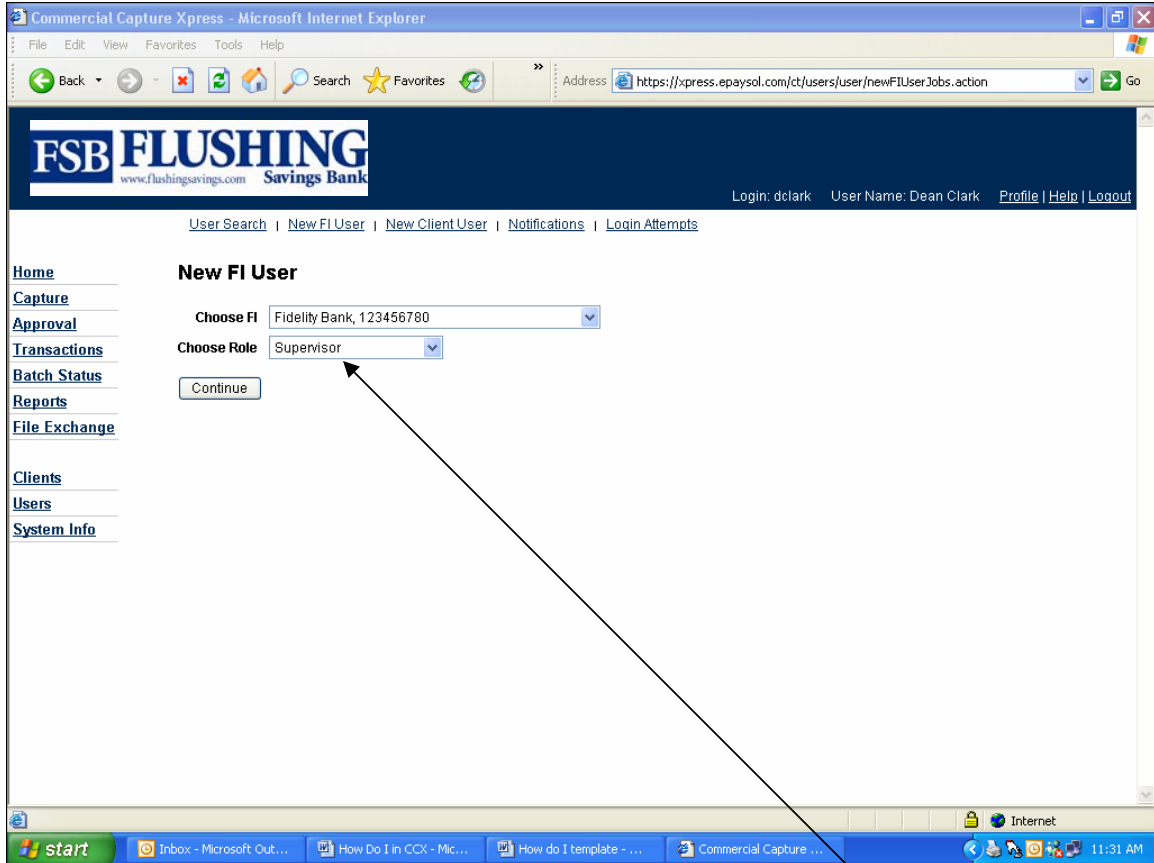 Commercial Capture Xpress - Microsoft Internet Explorer
File Edit View Favorites Tools Help
Back Search Favorites » Address https://xpress.epaysol.com/ct/users/user/newFIUserJobs.action Go
FSB FLUSHING
www.flushingsavings.com Savings Bank
Login: dclark User Name: Dean Clark Profile | Help | Logout
User Search | New FI User | New Client User | Notifications | Login Attempts
Home
Capture
Approval
Transactions
Batch Status
Reports
File Exchange
Clients
Users
System Info
New FI User
Choose FI Fidelity Bank, 123456780
Choose Role Supervisor
Continue
Internet
start Inbox - Microsoft Out... How Do I in CCX - Mic... How do I template - ... Commercial Capture ... 11:31 AM